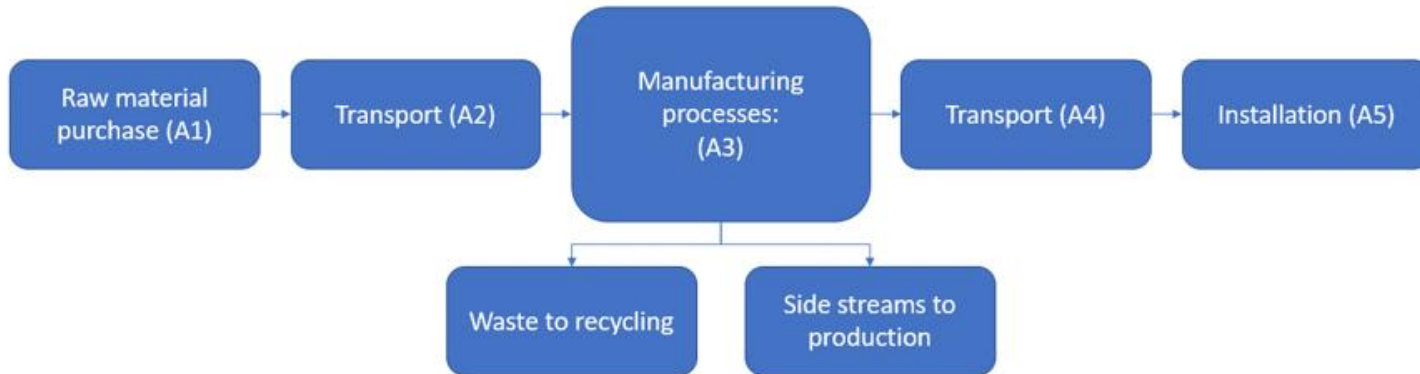 Raw material
purchase (A1)
Transport (A2)
Manufacturing
processes:
(A3)
Transport (A4)
Installation (A5)
Waste to recycling
Side streams to
production